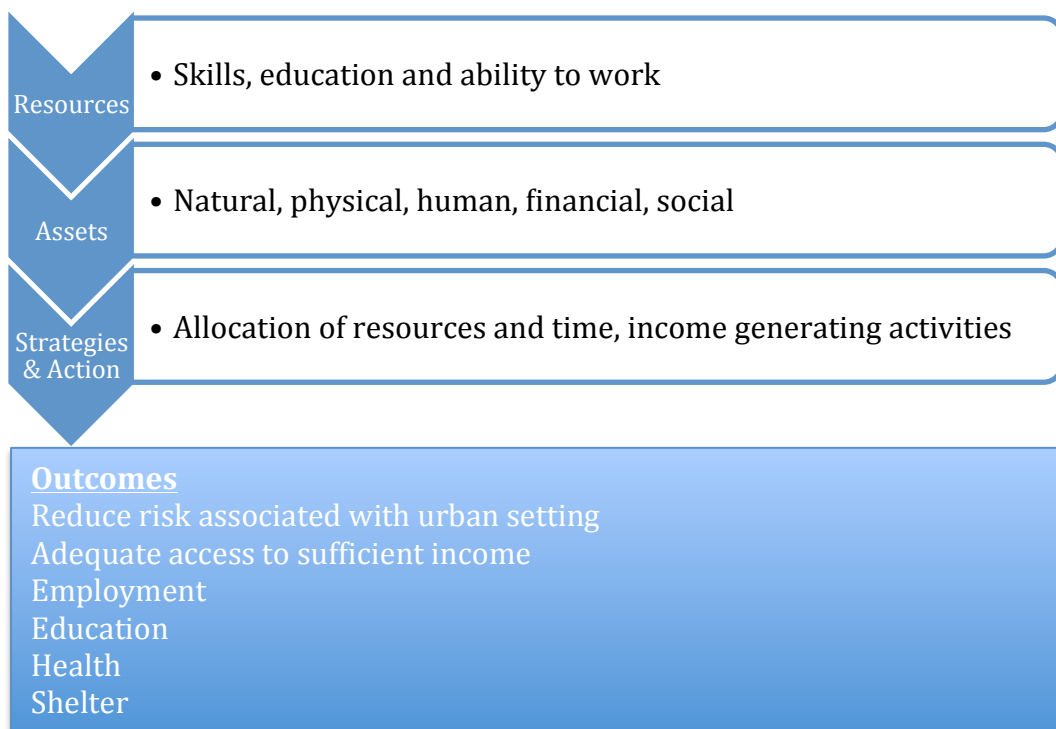 Resources
• Skills, education and ability to work
Assets
• Natural, physical, human, financial, social
Strategies
& Action
• Allocation of resources and time, income generating activities
Outcomes
Reduce risk associated with urban setting
Adequate access to sufficient income
Employment
Education
Health
Shelter